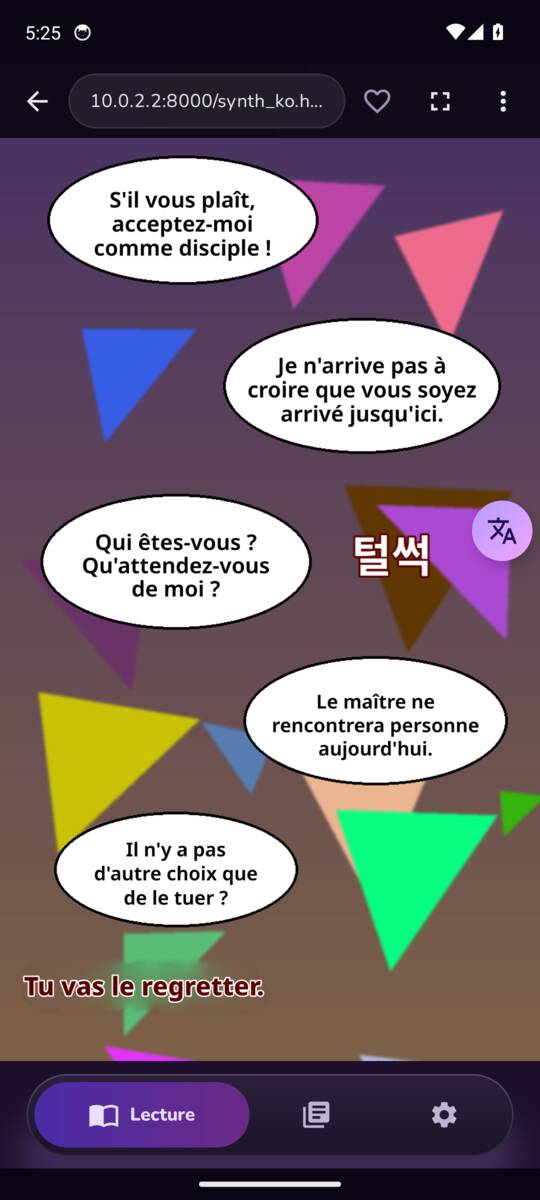 5:25
10.0.2.2:8000/synth_ko.h...
S'il vous plaît,
acceptez-moi
comme disciple !
Je n'arrive pas à
croire que vous soyez
arrivé jusqu'ici.
Qui êtes-vous ?
Qu'attendez-vous
de moi ?
털썩
Le maître ne
rencontrera personne
aujourd'hui.
Il n'y a pas
d'autre choix que
de le tuer ?
Tu vas le regretter.
Lecture